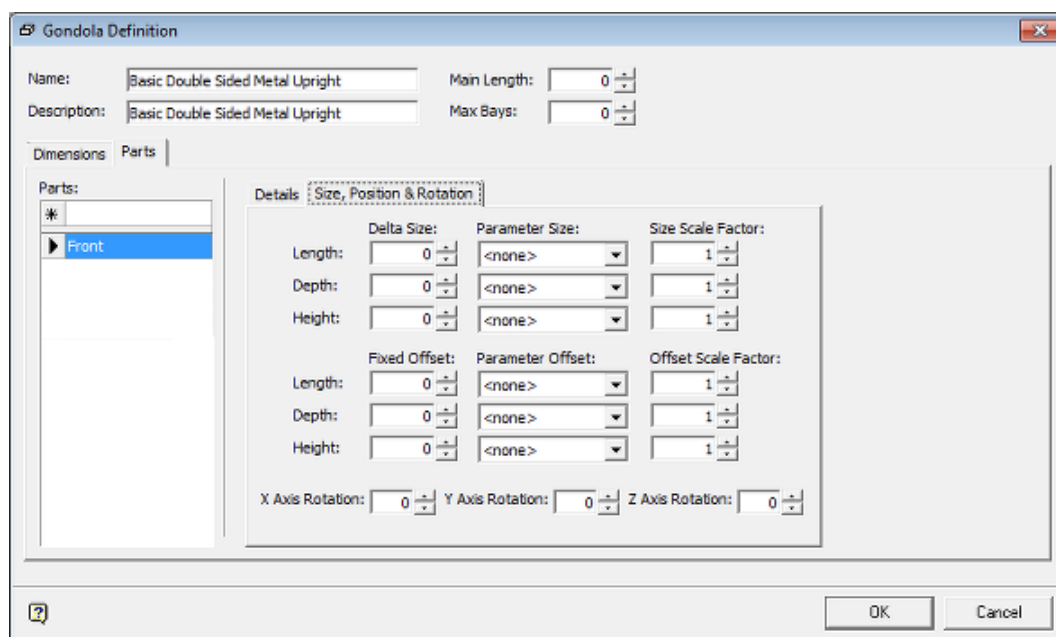 Gondola Definition
Name: Basic Double Sided Metal Upright Main Length: 0
Description: Basic Double Sided Metal Upright Max Bays: 0
Dimensions Parts
Parts: Details Size, Position & Rotation
Front
Delta Size: Parameter Size: Size Scale Factor:
Length: 0 <none> 1
Depth: 0 <none> 1
Height: 0 <none> 1
Fixed Offset: Parameter Offset: Offset Scale Factor:
Length: 0 <none> 1
Depth: 0 <none> 1
Height: 0 <none> 1
X Axis Rotation: 0 Y Axis Rotation: 0 Z Axis Rotation: 0
OK Cancel